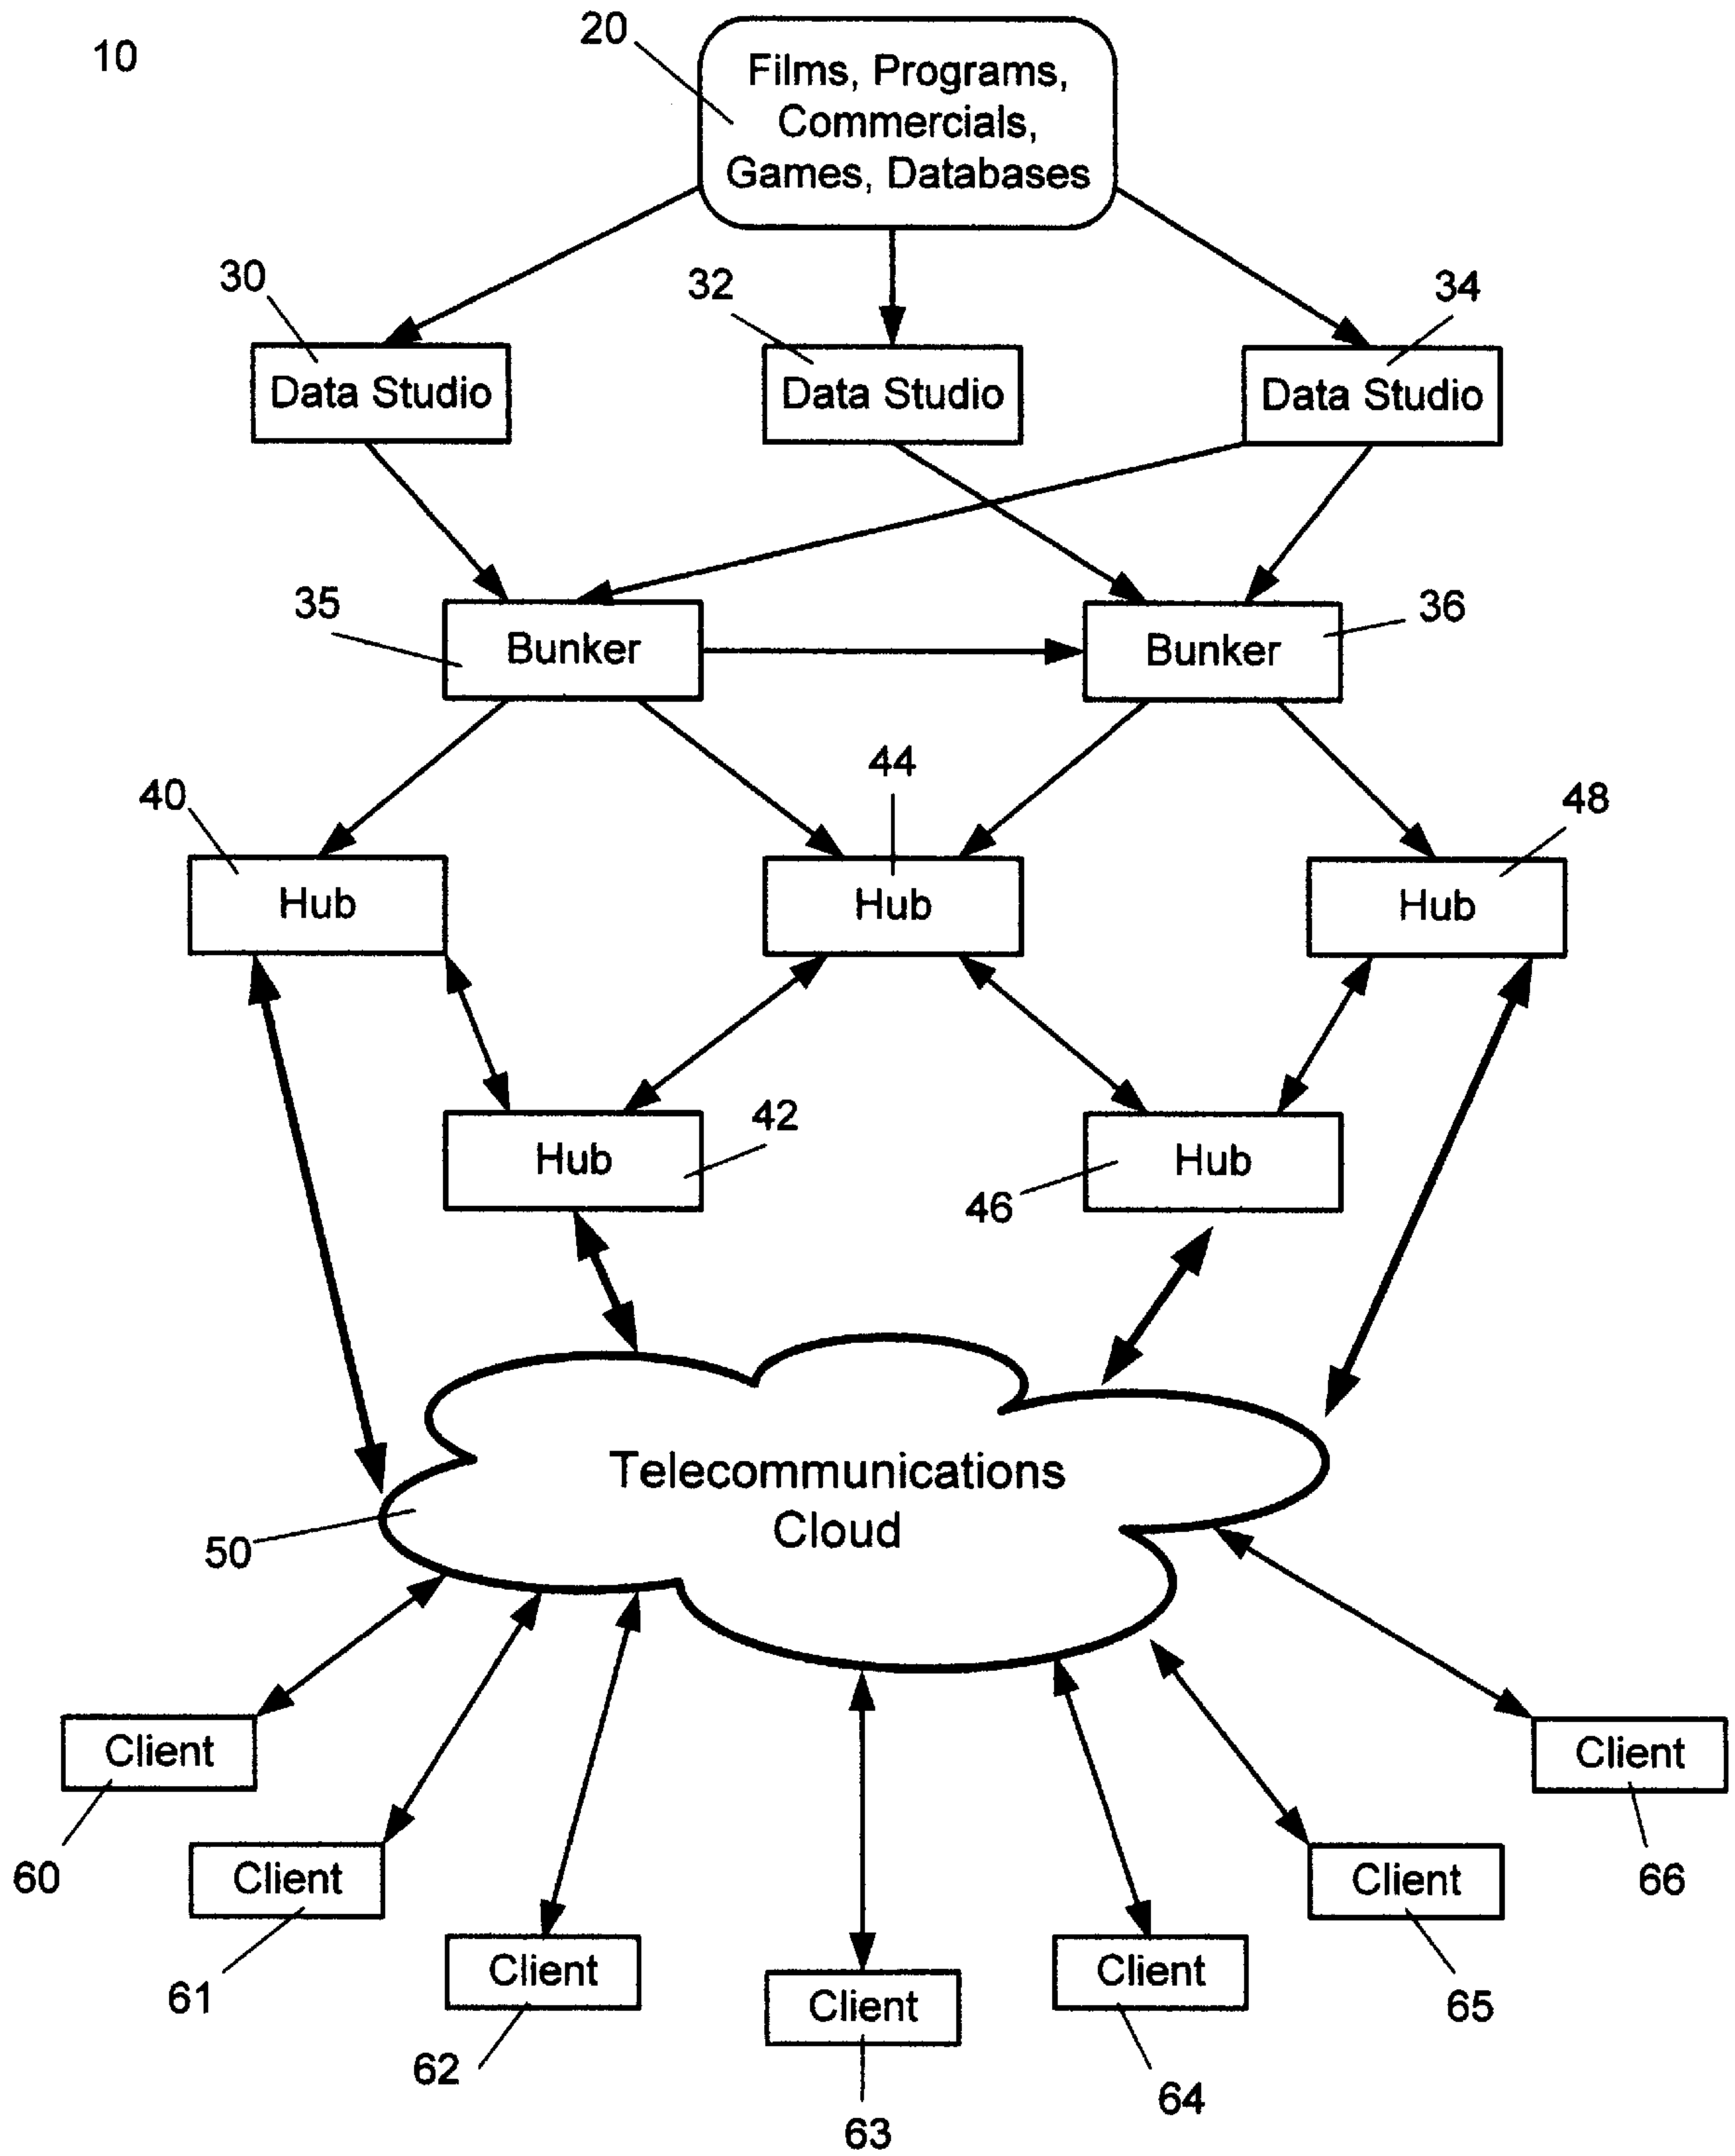 10
20
Films, Programs,
Commercials,
Games, Databases
30
32
34
Data Studio
Data Studio
Data Studio
35
36
Bunker
Bunker
40
44
48
Hub
Hub
Hub
42
46
Hub
Hub
Telecommunications
Cloud
50
Client
Client
60
66
Client
Client
61
65
Client
Client
Client
62
64
63